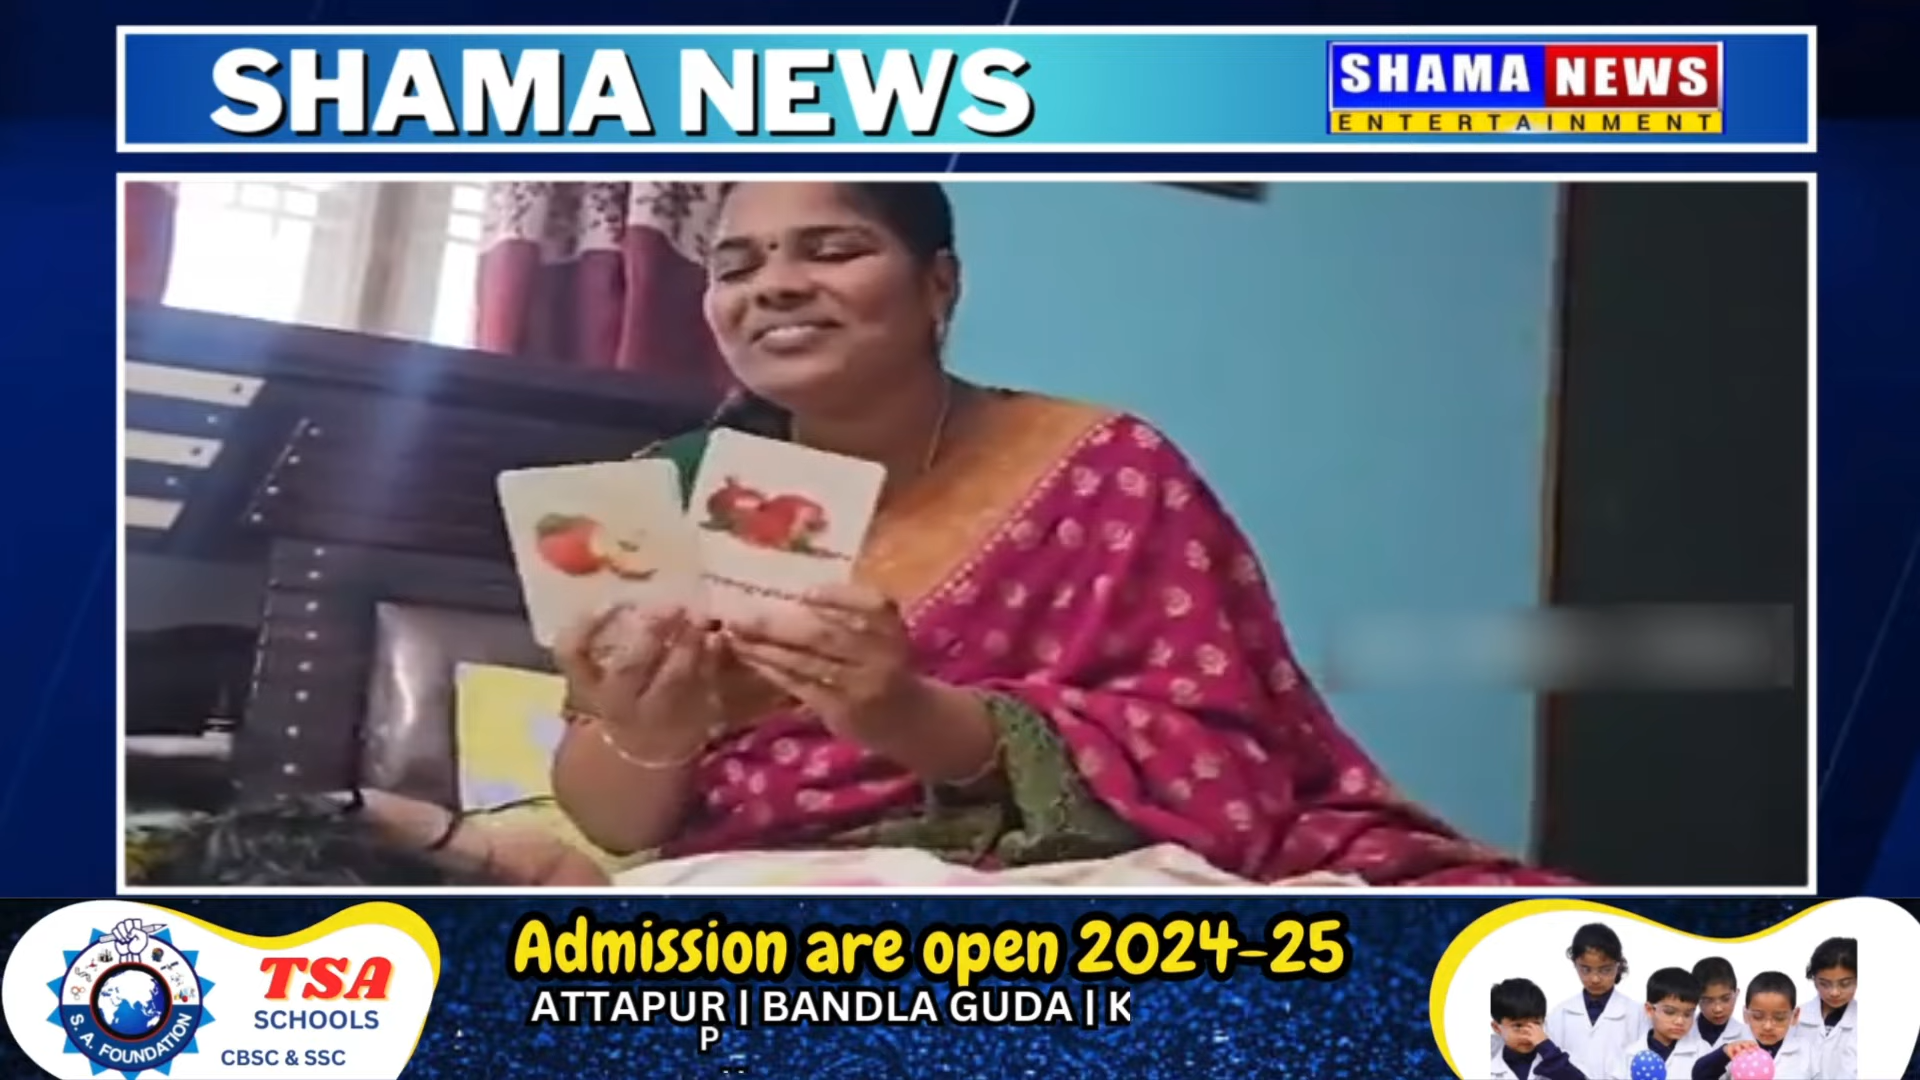 SHAMA NEWS
SHAMA NEWS
ENTERTAINMENT
TSA
SCHOOLS
CBSC & SSC
S. A. FOUNDATION
Admission are open 2024-25
ATTAPUR | BANDLA GUDA | K
P